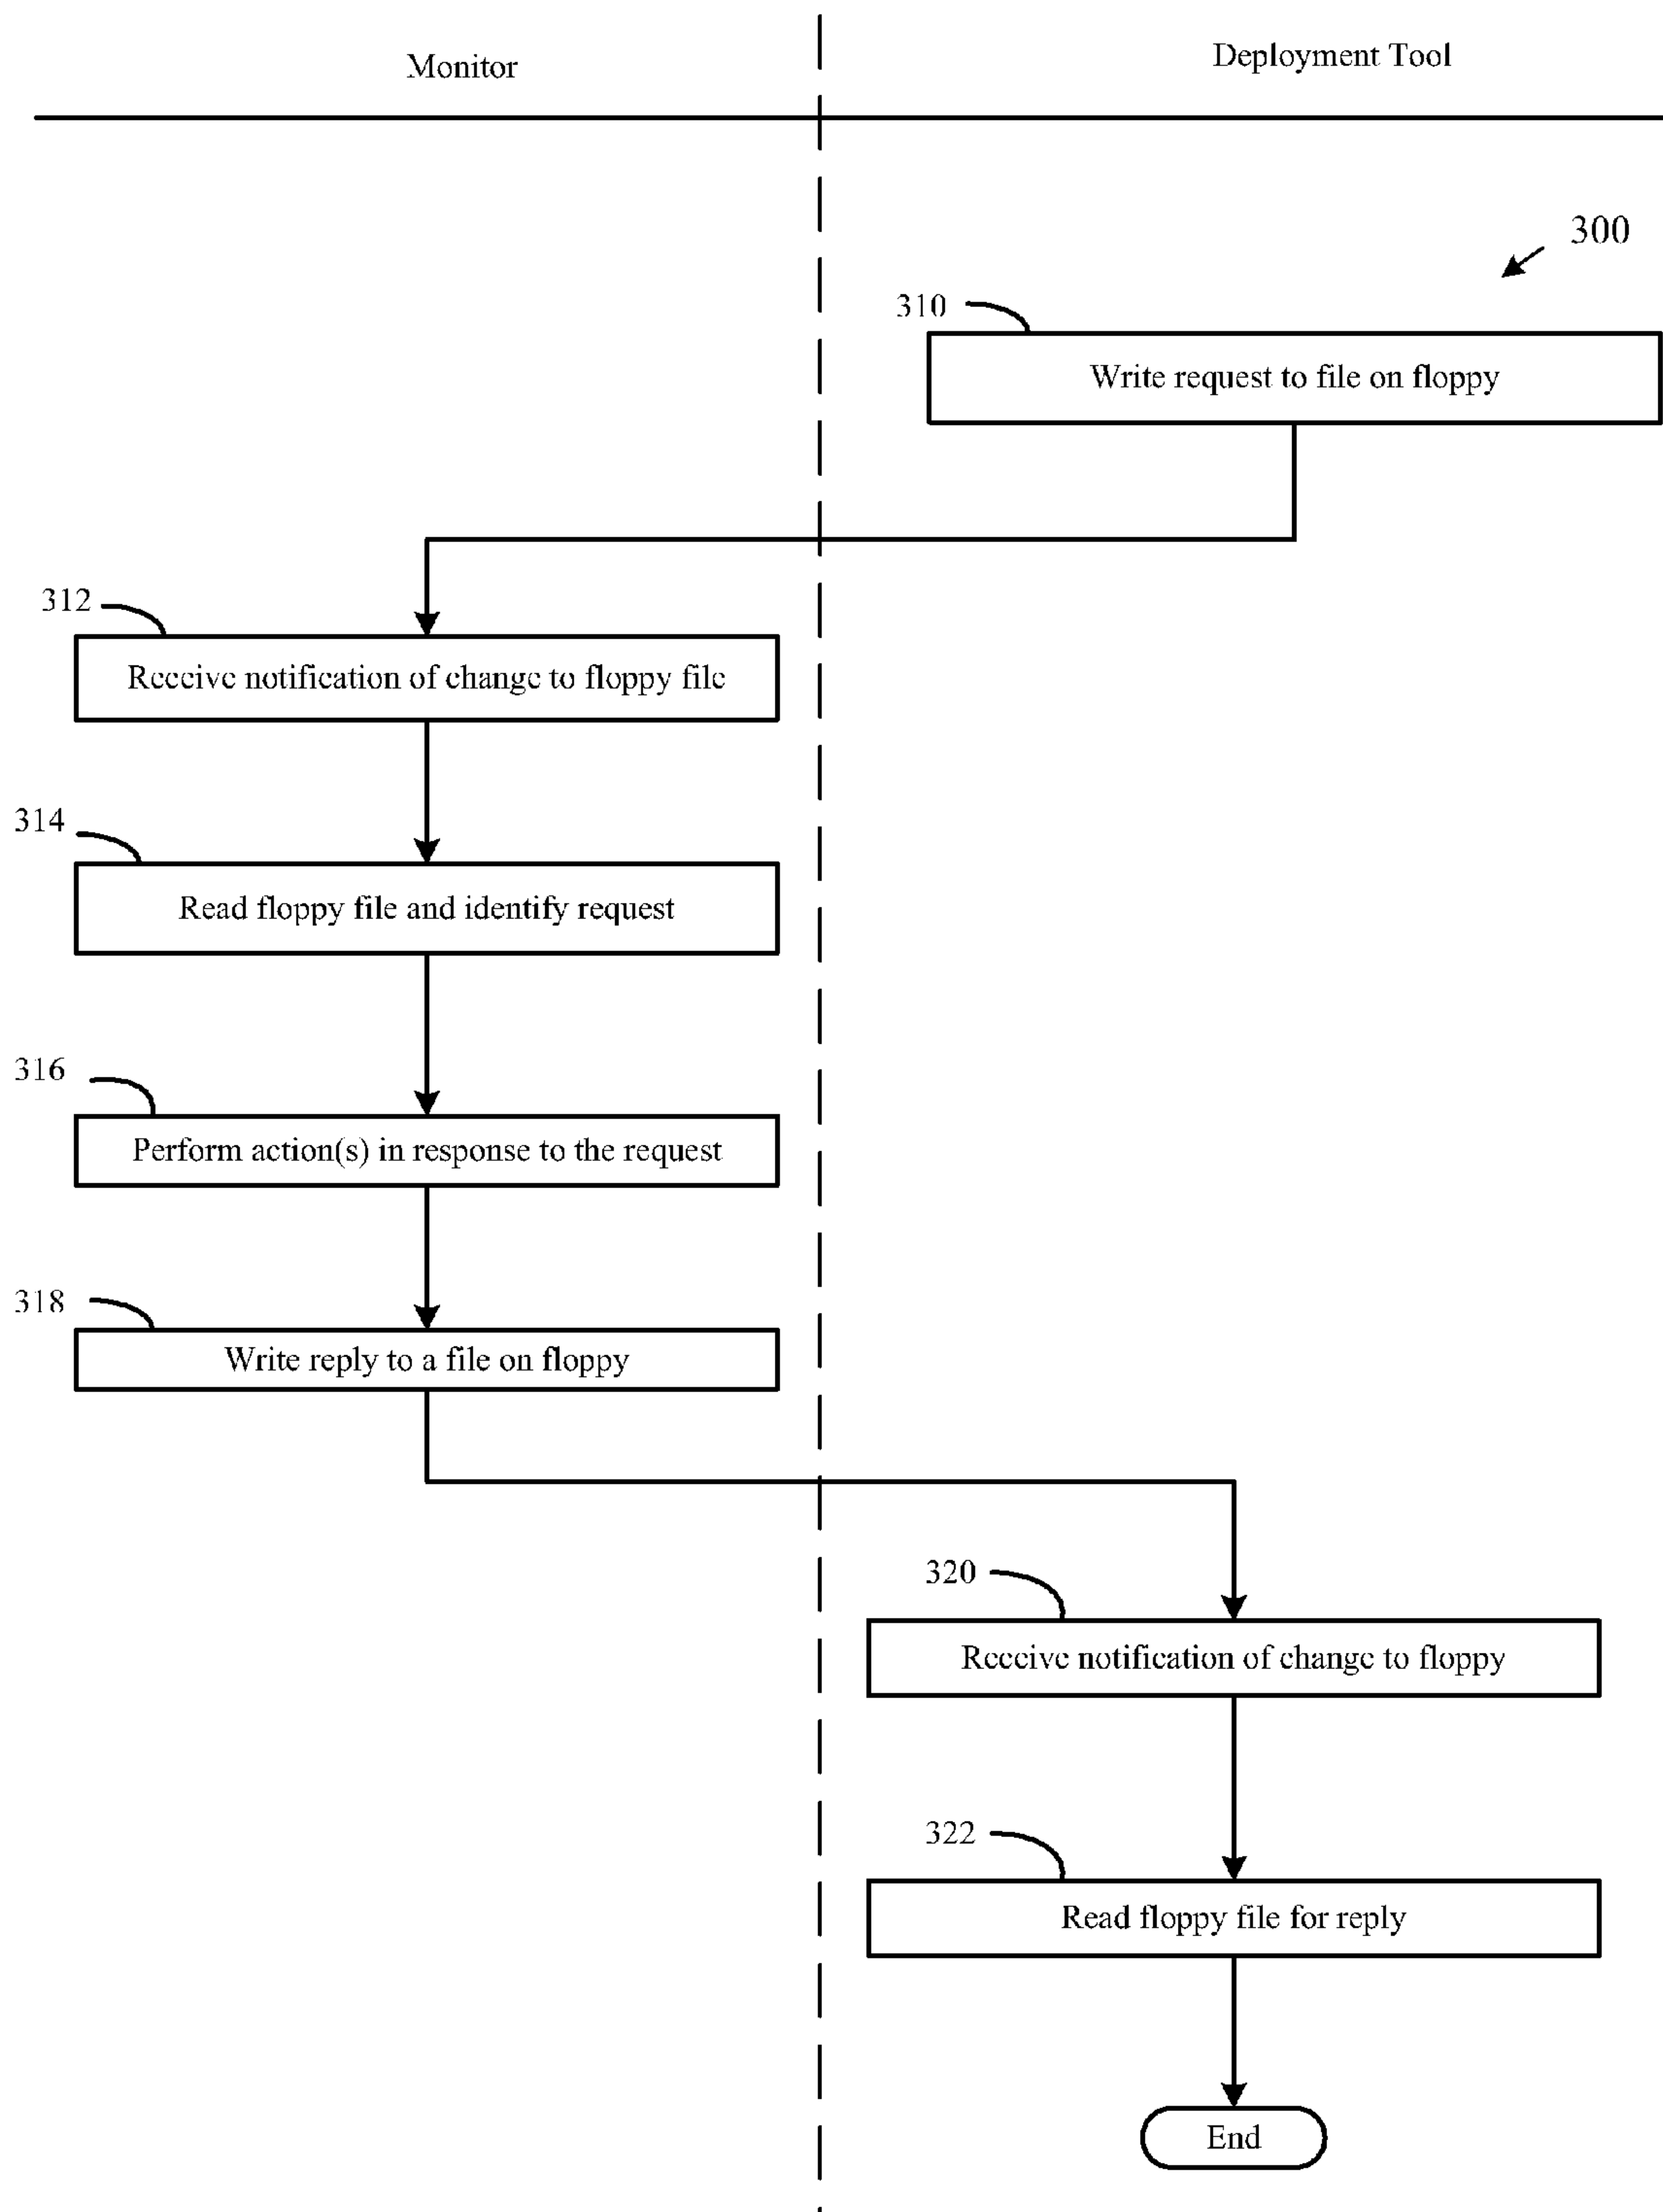 Monitor
Deployment Tool
300
310
Write request to file on floppy
312
Receive notification of change to floppy file
314
Read floppy file and identify request
316
Perform action(s) in response to the request
318
Write reply to a file on floppy
320
Receive notification of change to floppy
322
Read floppy file for reply
End